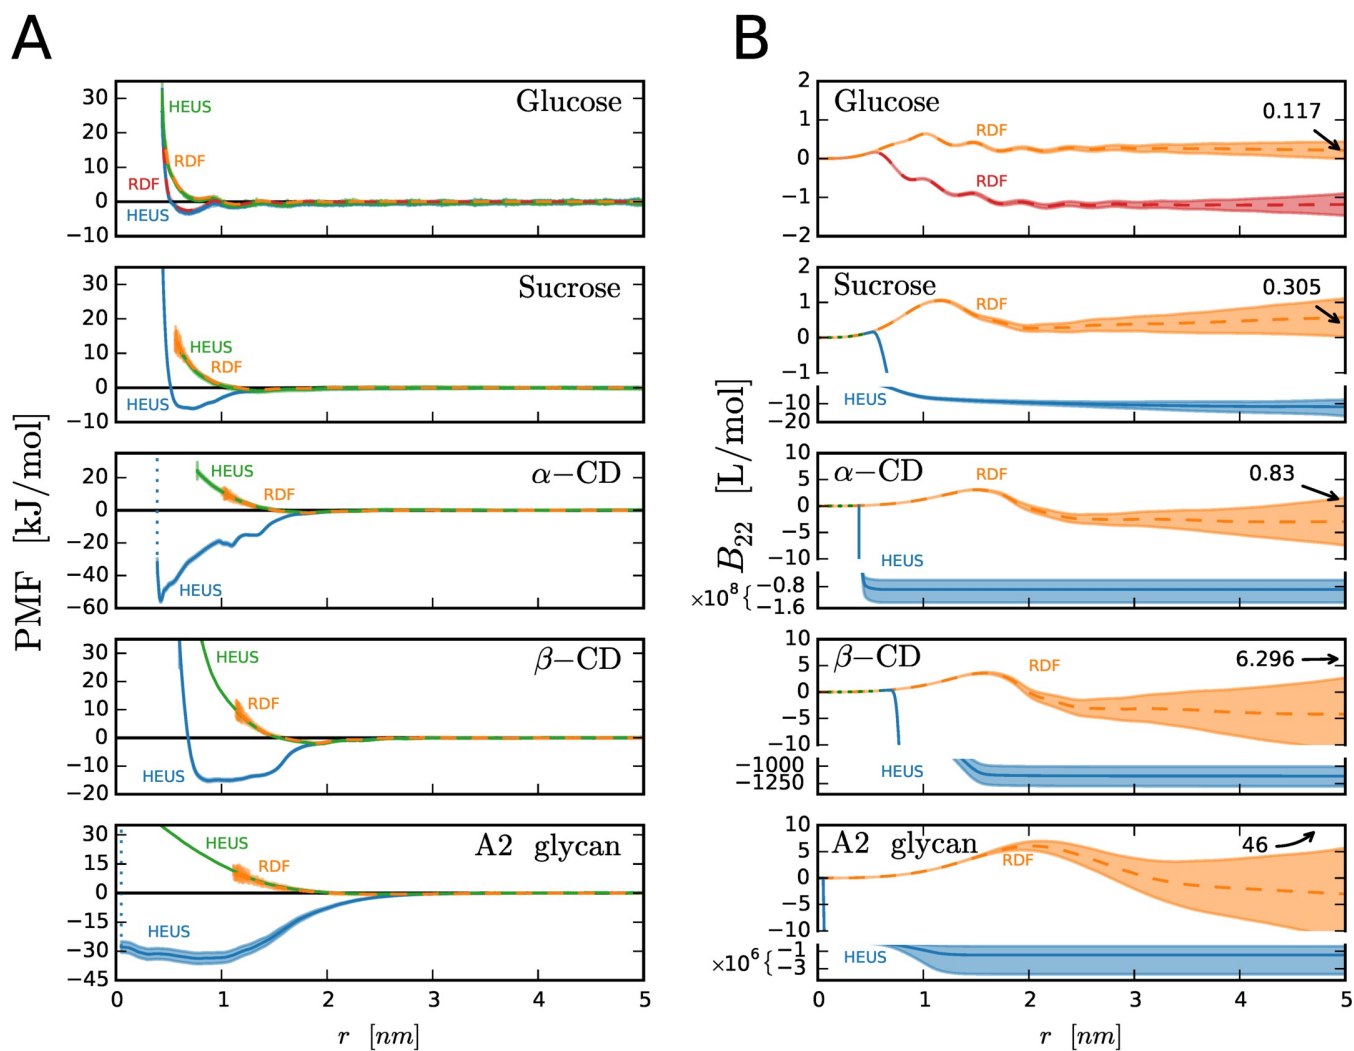 A
B
Glucose
30
20
10
0
−10
HEUS
RDF
RDF
HEUS
Sucrose
30
20
10
0
−10
HEUS
RDF
HEUS
α−CD
20
0
−20
−40
−60
HEUS
RDF
HEUS
β−CD
30
20
10
0
−10
−20
HEUS
RDF
HEUS
A2 glycan
30
15
0
−15
−30
−45
HEUS
RDF
HEUS
0 1 2 3 4 5
r [nm]
PMF [kJ/mol]
Glucose
2
1
0
−1
−2
RDF
RDF
0.117
Sucrose
2
1
0
−1
−10
−20
RDF
HEUS
0.305
α−CD
10
5
0
−5
−10
×10⁸{
−0.8
−1.6
RDF
HEUS
0.83
β−CD
10
5
0
−5
−10
−1000
−1250
RDF
HEUS
6.296
A2 glycan
10
5
0
−5
−10
×10⁶{
−1
−3
RDF
HEUS
46
0 1 2 3 4 5
r [nm]
B₂₂ [L/mol]